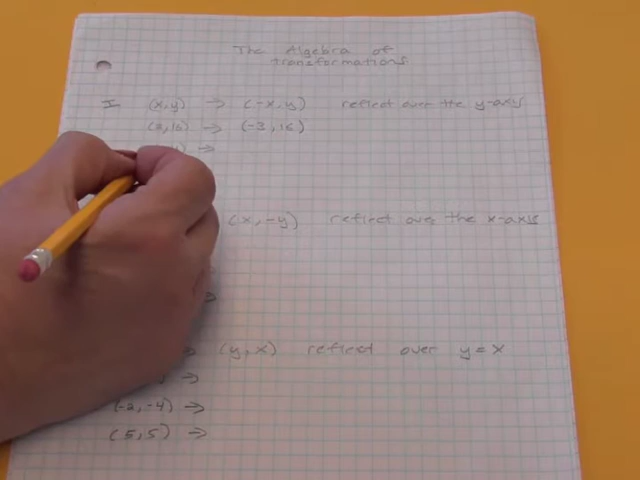 The Algebra of
transformations
I (x,y) → (-x,y) reflect over the y-axis
(3,16) → (-3,16)
→
(x,-y) reflect over the x-axis
→ (y,x) reflect over y=x
→
(-2,-4) →
(5,5) →